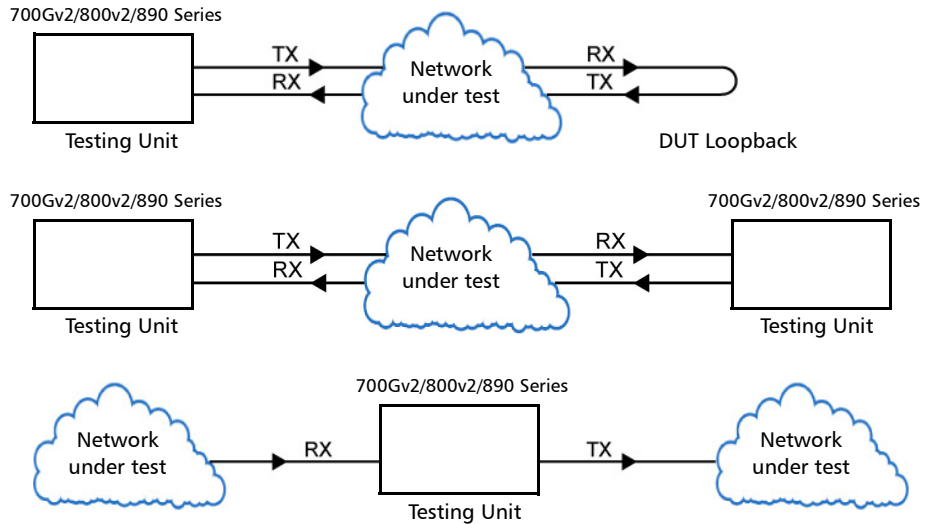 700Gv2/800v2/890 Series
TX
RX
Network
under test
RX
TX
Testing Unit
DUT Loopback
700Gv2/800v2/890 Series
700Gv2/800v2/890 Series
TX
RX
Network
under test
RX
TX
Testing Unit
Testing Unit
700Gv2/800v2/890 Series
Network
under test
RX
TX
Network
under test
Testing Unit